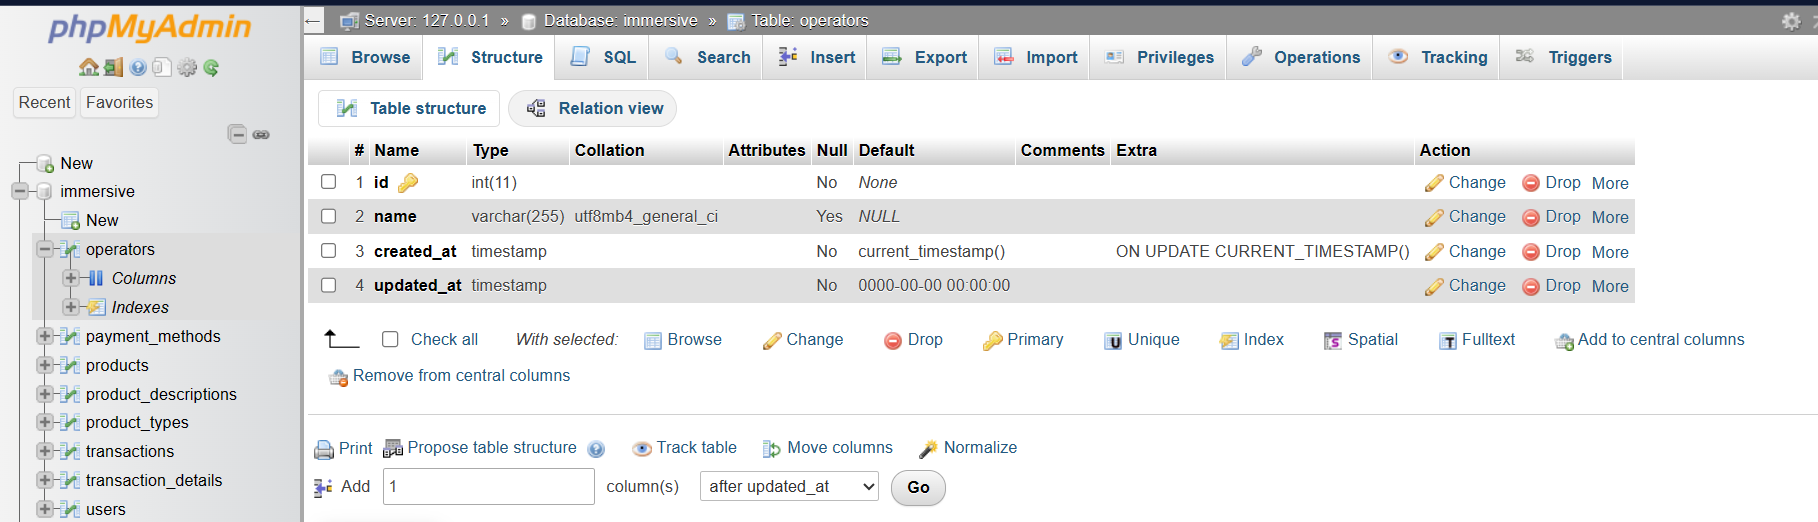 phpMyAdmin
Recent Favorites
New
immersive
New
operators
Columns
Indexes
payment_methods
products
product_descriptions
product_types
transactions
transaction_details
users
Server: 127.0.0.1 » Database: immersive » Table: operators
Browse Structure SQL Search Insert Export Import Privileges Operations Tracking Triggers
Table structure Relation view
# Name Type Collation Attributes Null Default Comments Extra Action
1 id int(11) No None Change Drop More
2 name varchar(255) utf8mb4_general_ci Yes NULL Change Drop More
3 created_at timestamp No current_timestamp() ON UPDATE CURRENT_TIMESTAMP() Change Drop More
4 updated_at timestamp No 0000-00-00 00:00:00 Change Drop More
Check all With selected: Browse Change Drop Primary Unique Index Spatial Fulltext Add to central columns
Remove from central columns
Print Propose table structure Track table Move columns Normalize
Add 1 column(s) after updated_at Go